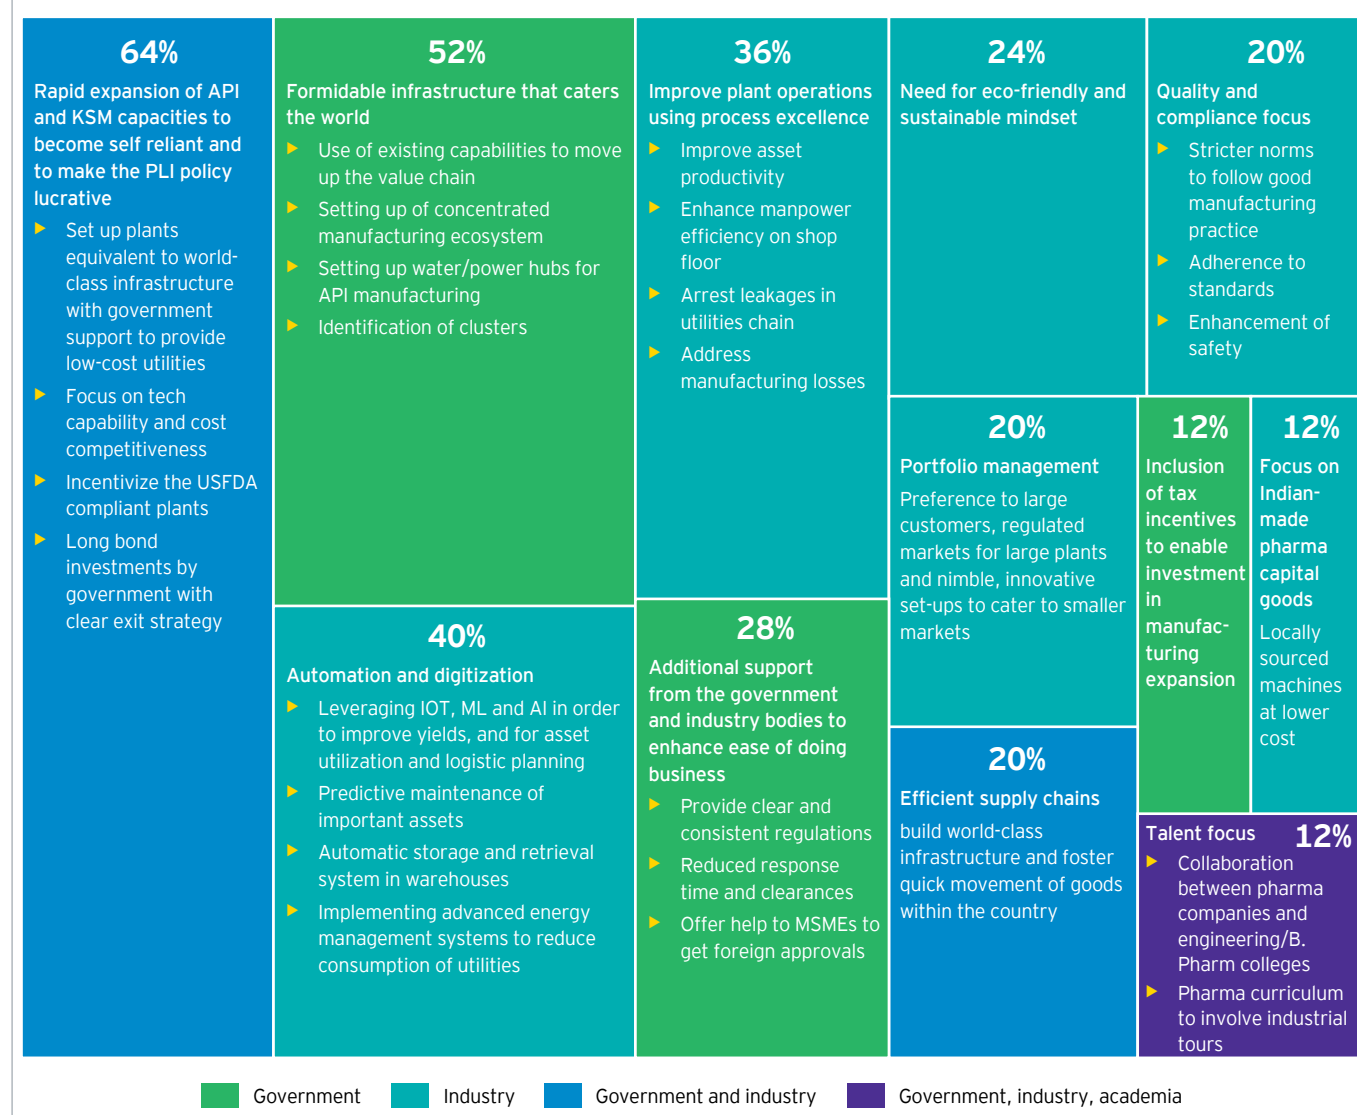 64%
Rapid expansion of API
and KSM capacities to
become self reliant and
to make the PLI policy
lucrative
Set up plants
equivalent to world-
class infrastructure
with government
support to provide
low-cost utilities
Focus on tech
capability and cost
competitiveness
Incentivize the USFDA
compliant plants
Long bond
investments by
government with
clear exit strategy
52%
Formidable infrastructure that caters
the world
Use of existing capabilities to move
up the value chain
Setting up of concentrated
manufacturing ecosystem
Setting up water/power hubs for
API manufacturing
Identification of clusters
40%
Automation and digitization
Leveraging IOT, ML and AI in order
to improve yields, and for asset
utilization and logistic planning
Predictive maintenance of
important assets
Automatic storage and retrieval
system in warehouses
Implementing advanced energy
management systems to reduce
consumption of utilities
36%
Improve plant operations
using process excellence
Improve asset
productivity
Enhance manpower
efficiency on shop
floor
Arrest leakages in
utilities chain
Address
manufacturing losses
28%
Additional support
from the government
and industry bodies to
enhance ease of doing
business
Provide clear and
consistent regulations
Reduced response
time and clearances
Offer help to MSMEs to
get foreign approvals
24%
Need for eco-friendly and
sustainable mindset
20%
Quality and
compliance focus
Stricter norms
to follow good
manufacturing
practice
Adherence to
standards
Enhancement of
safety
20%
Portfolio management
Preference to large
customers, regulated
markets for large plants
and nimble, innovative
set-ups to cater to smaller
markets
20%
Efficient supply chains
build world-class
infrastructure and foster
quick movement of goods
within the country
12%
Inclusion
of tax
incentives
to enable
investment
in
manufac-
turing
expansion
12%
Focus on
Indian-
made
pharma
capital
goods
Locally
sourced
machines
at lower
cost
Talent focus 12%
Collaboration
between pharma
companies and
engineering/B.
Pharm colleges
Pharma curriculum
to involve industrial
tours
Government
Industry
Government and industry
Government, industry, academia